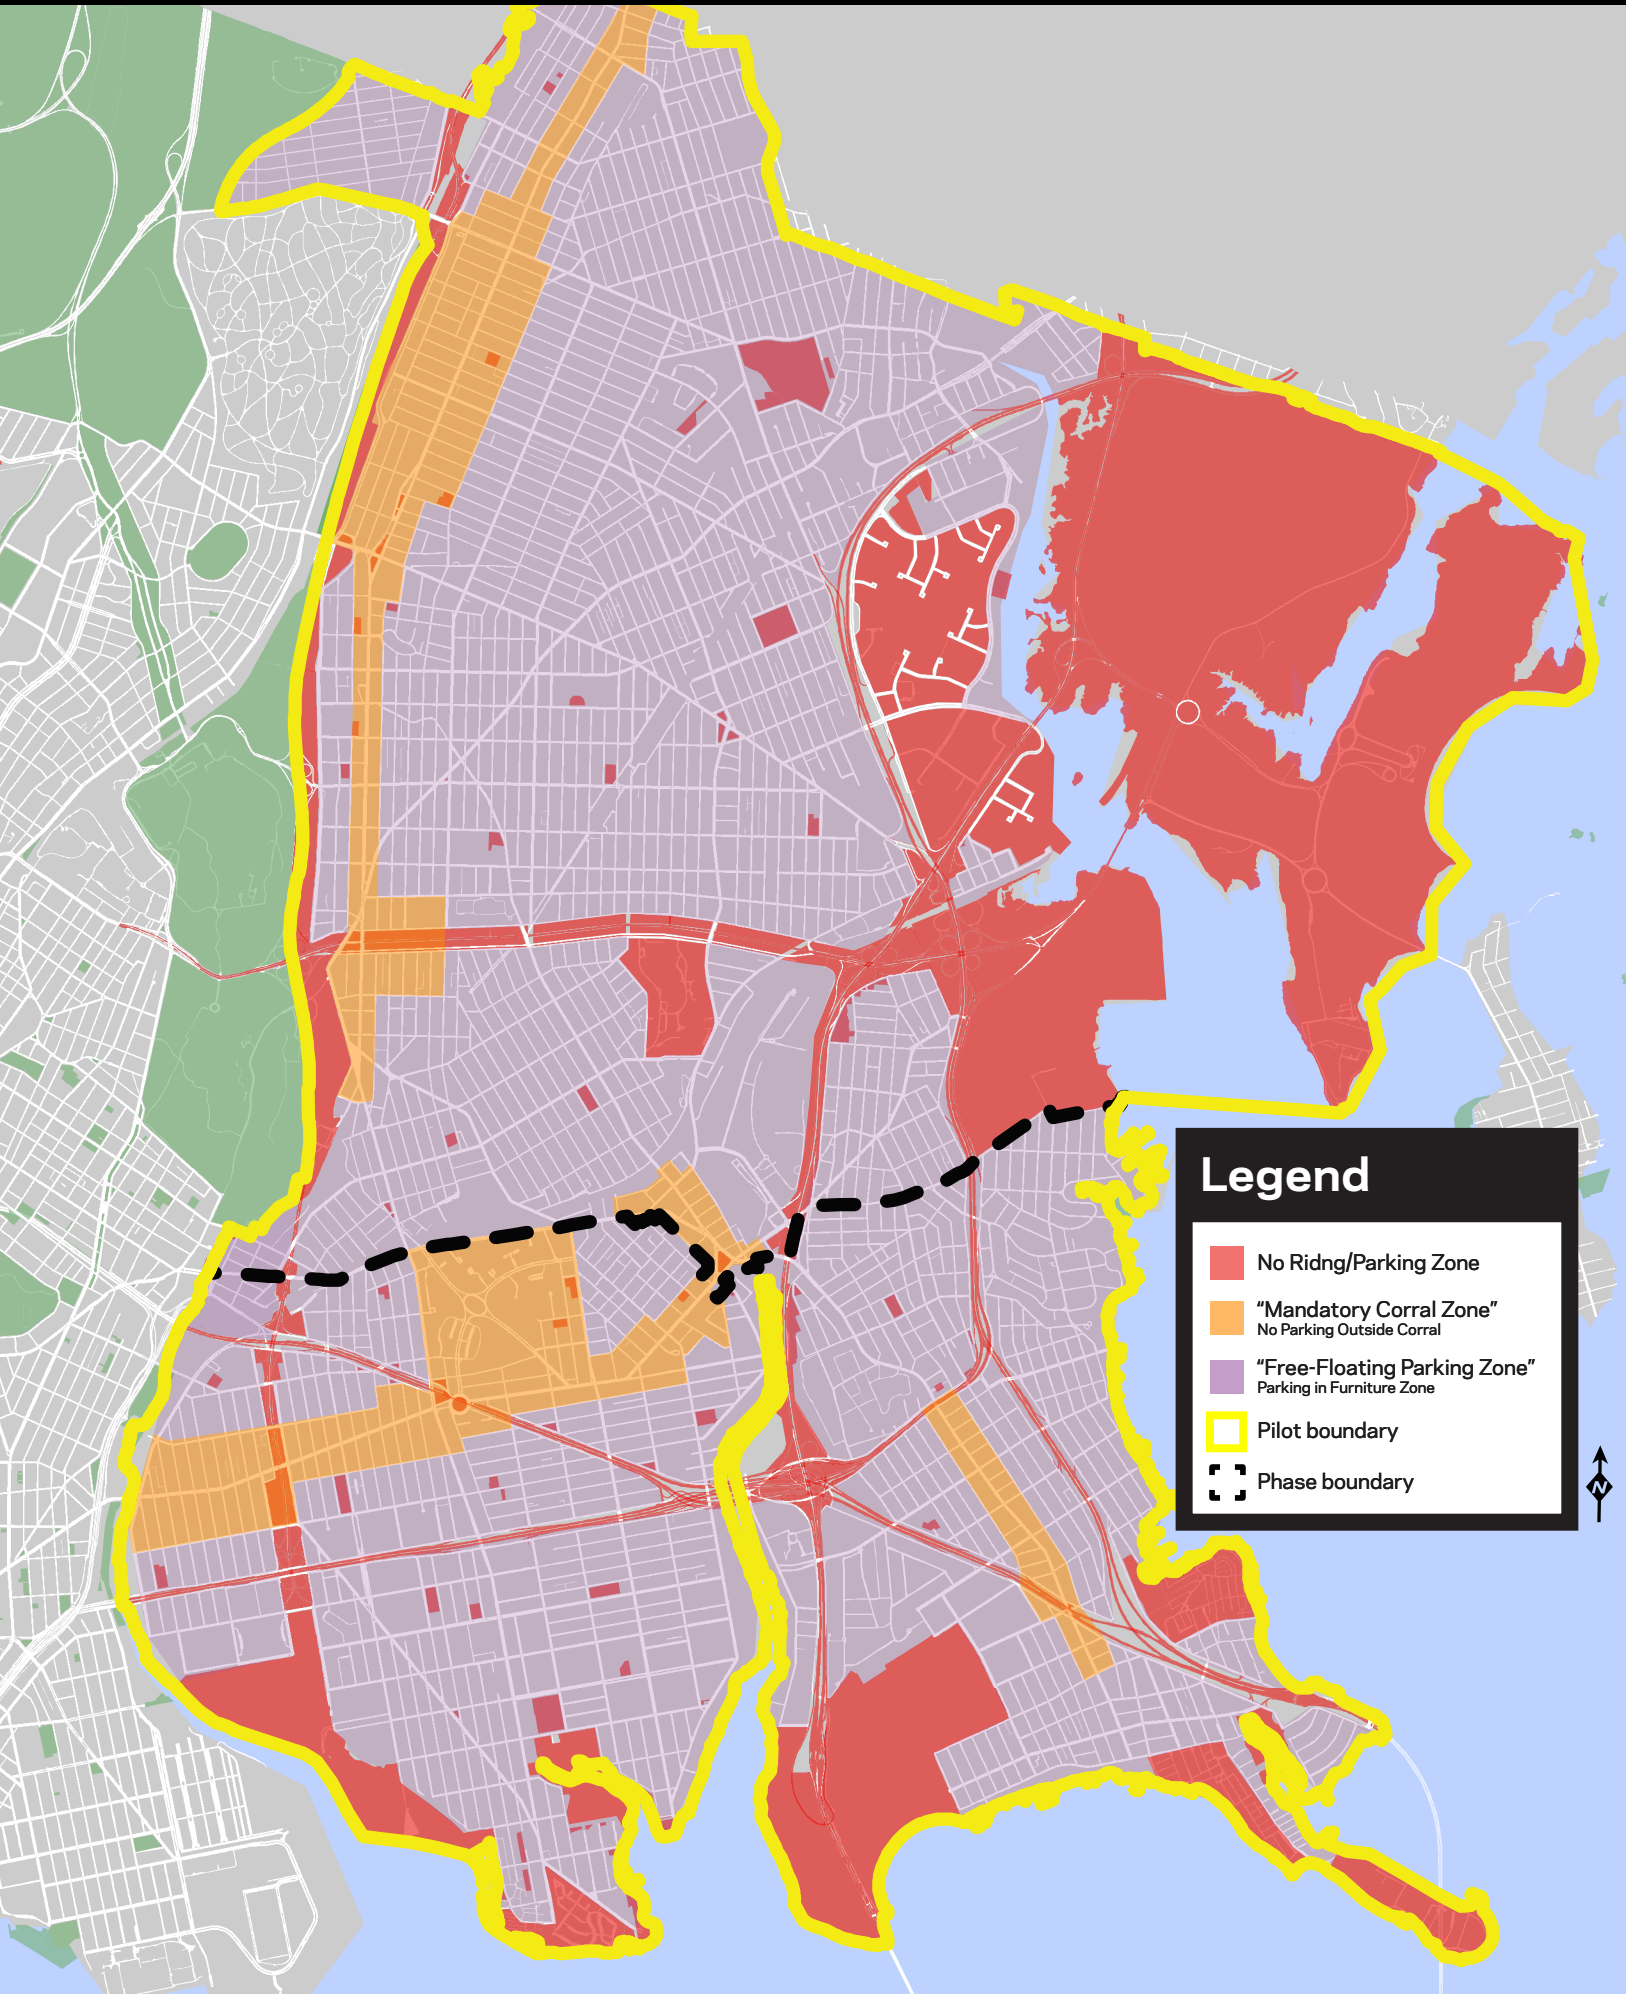 Legend
No Ridng/Parking Zone
“Mandatory Corral Zone”
No Parking Outside Corral
“Free-Floating Parking Zone”
Parking in Furniture Zone
Pilot boundary
Phase boundary
N